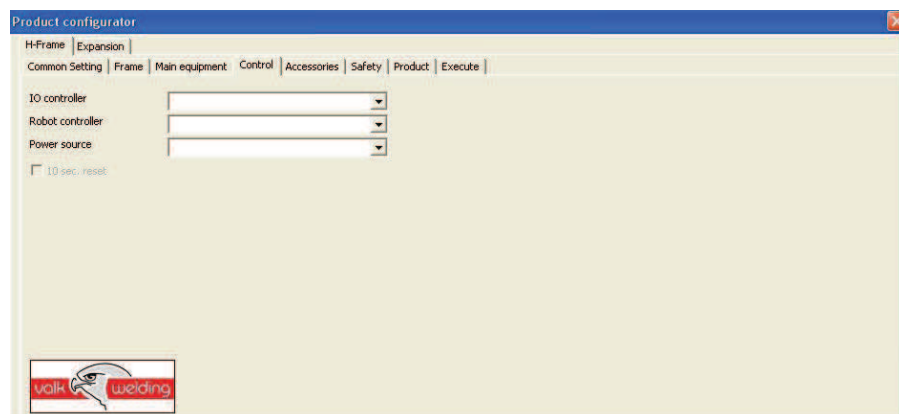 Product configurator
H-Frame Expansion
Common Setting Frame Main equipment Control Accessories Safety Product Execute
IO controller
Robot controller
Power source
10 sec. reset
valk welding